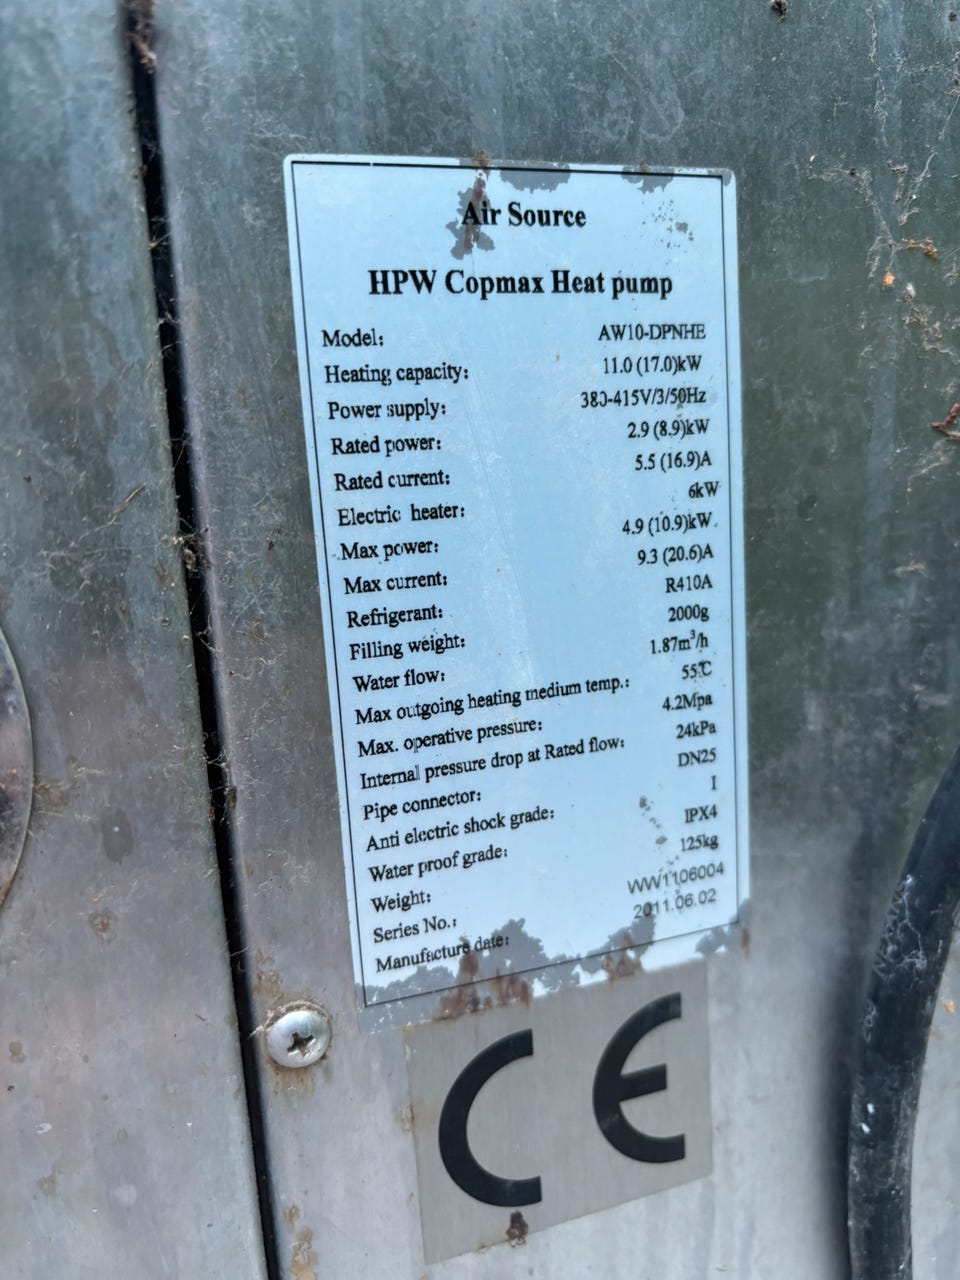 Air Source
HPW Copmax Heat pump
Model: AW10-DPNHE
Heating capacity: 11.0 (17.0)kW
Power supply: 380-415V/3/50Hz
Rated power: 2.9 (8.9)kW
Rated current: 5.5 (16.9)A
Electric heater: 6kW
Max power: 4.9 (10.9)kW
Max current: 9.3 (20.6)A
Refrigerant: R410A
Filling weight: 2000g
Water flow: 1.87m³/h
Max outgoing heating medium temp.: 55℃
Max. operative pressure: 4.2Mpa
Internal pressure drop at Rated flow: 24kPa
Pipe connector: DN25
Anti electric shock grade: I
Water proof grade: IPX4
Weight: 125kg
Series No.: WW1106004
Manufacture date: 2011.06.02
CE